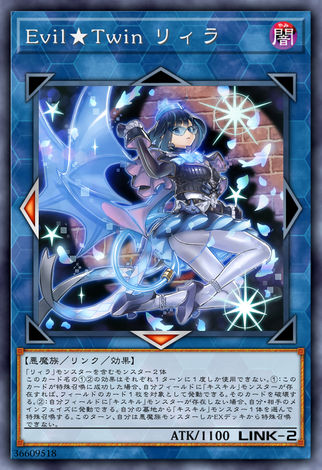 Evil★Twin リィラ
やみ
闇
【悪魔族／リンク／効果】
「リィラ」モンスターを含むモンスター２体
このカード名の①②の効果はそれぞれ１ターンに１度しか使用できない。①：この
カードが特殊召喚に成功した場合、自分フィールドに「キスキル」モンスターが存
在すれば、フィールドのカード１枚を対象として発動できる。そのカードを破壊す
る。②：自分フィールドに「キスキル」モンスターが存在しない場合、自分・相手のメ
インフェイズに発動できる。自分の墓地から「キスキル」モンスター１体を選んで
特殊召喚する。このターン、自分は悪魔族モンスターしかEXデッキから特殊召喚
できない。
ATK/1100 LINK-2
36609518